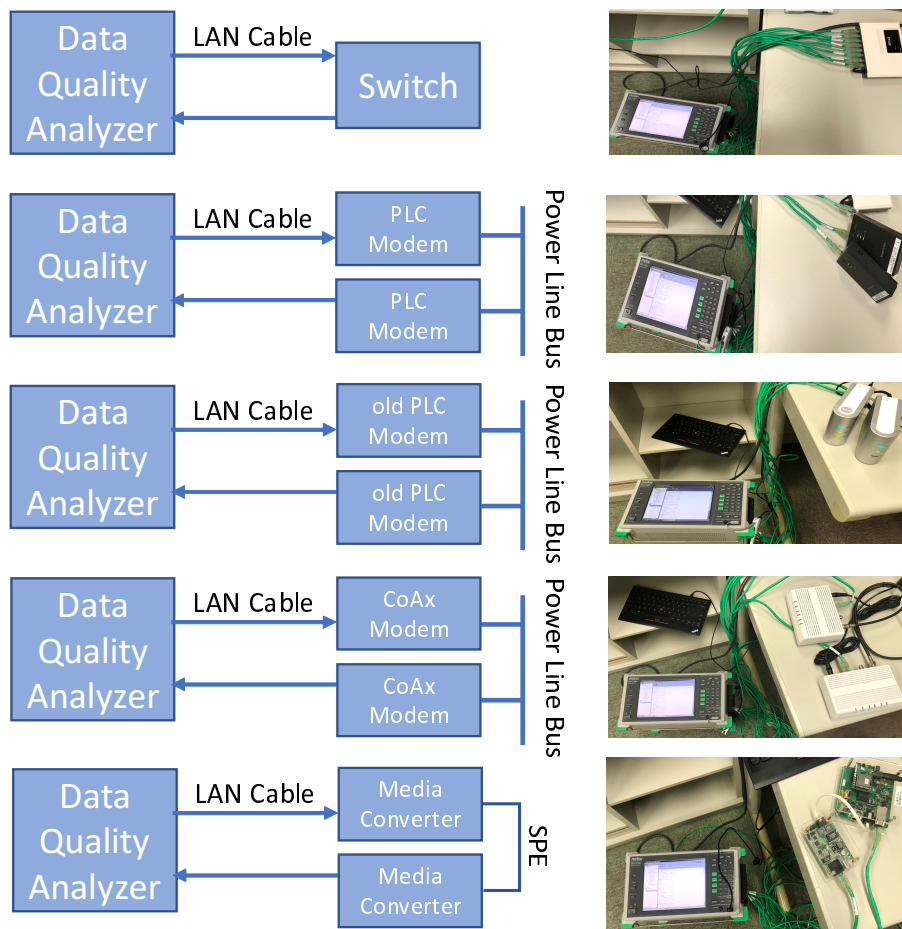 Data
Quality
Analyzer
LAN Cable
Switch
Data
Quality
Analyzer
LAN Cable
PLC
Modem
PLC
Modem
Power Line Bus
Data
Quality
Analyzer
LAN Cable
old PLC
Modem
old PLC
Modem
Power Line Bus
Data
Quality
Analyzer
LAN Cable
CoAx
Modem
CoAx
Modem
Power Line Bus
Data
Quality
Analyzer
LAN Cable
Media
Converter
Media
Converter
SPE